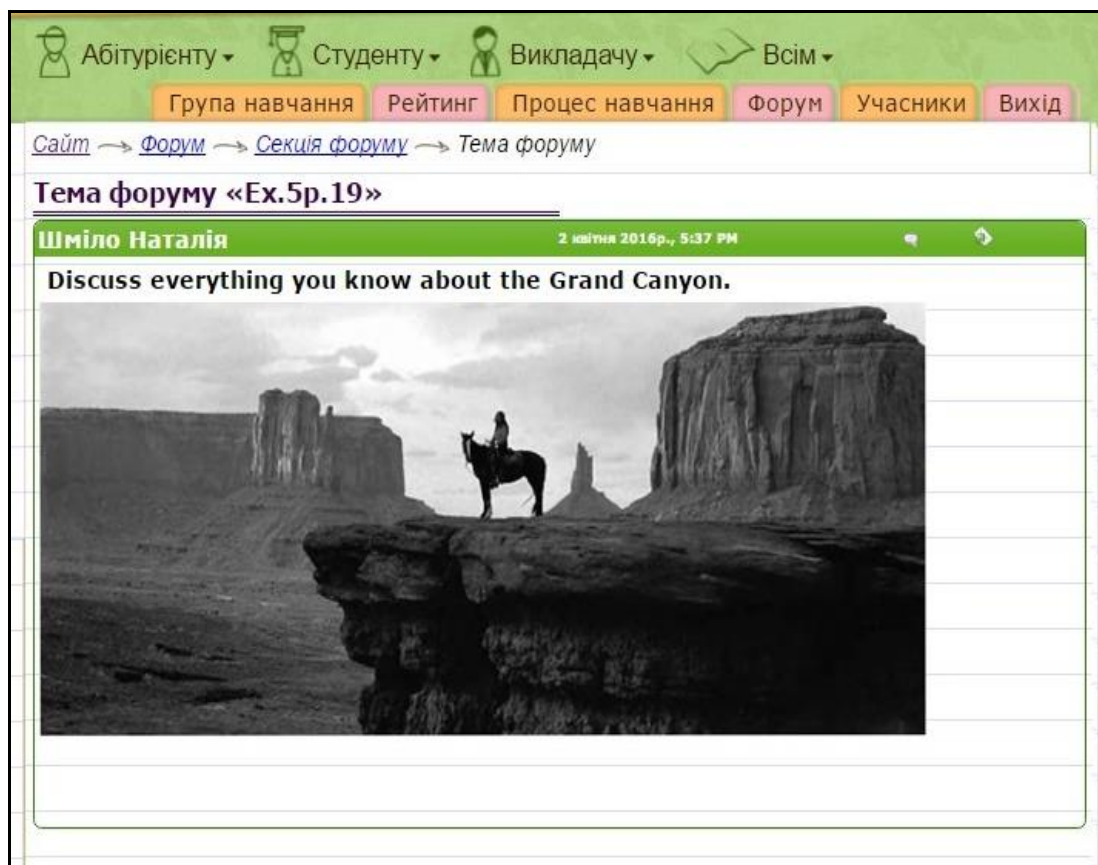 Абітурієнту Студенту Викладачу Всім
Група навчання Рейтинг Процес навчання Форум Учасники Вихід
Сайт Форум Секція форуму Тема форуму
Тема форуму «Ex.5p.19»
Шміло Наталія 2 квітня 2016р., 5:37 PM
Discuss everything you know about the Grand Canyon.